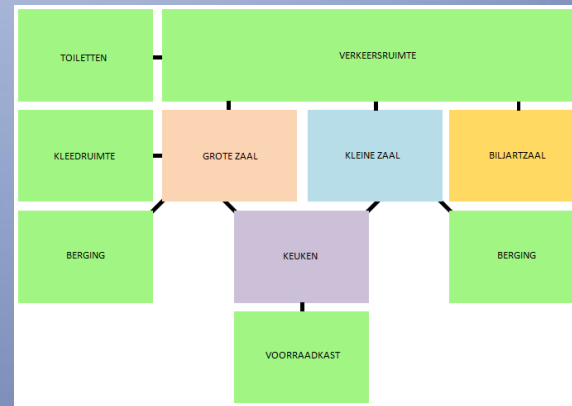 TOILETTEN
VERKEERSRUIMTE
KLEEDRUIMTE
GROTE ZAAL
KLEINE ZAAL
BILJARTZAAL
BERGING
KEUKEN
BERGING
VOORRAADKAST